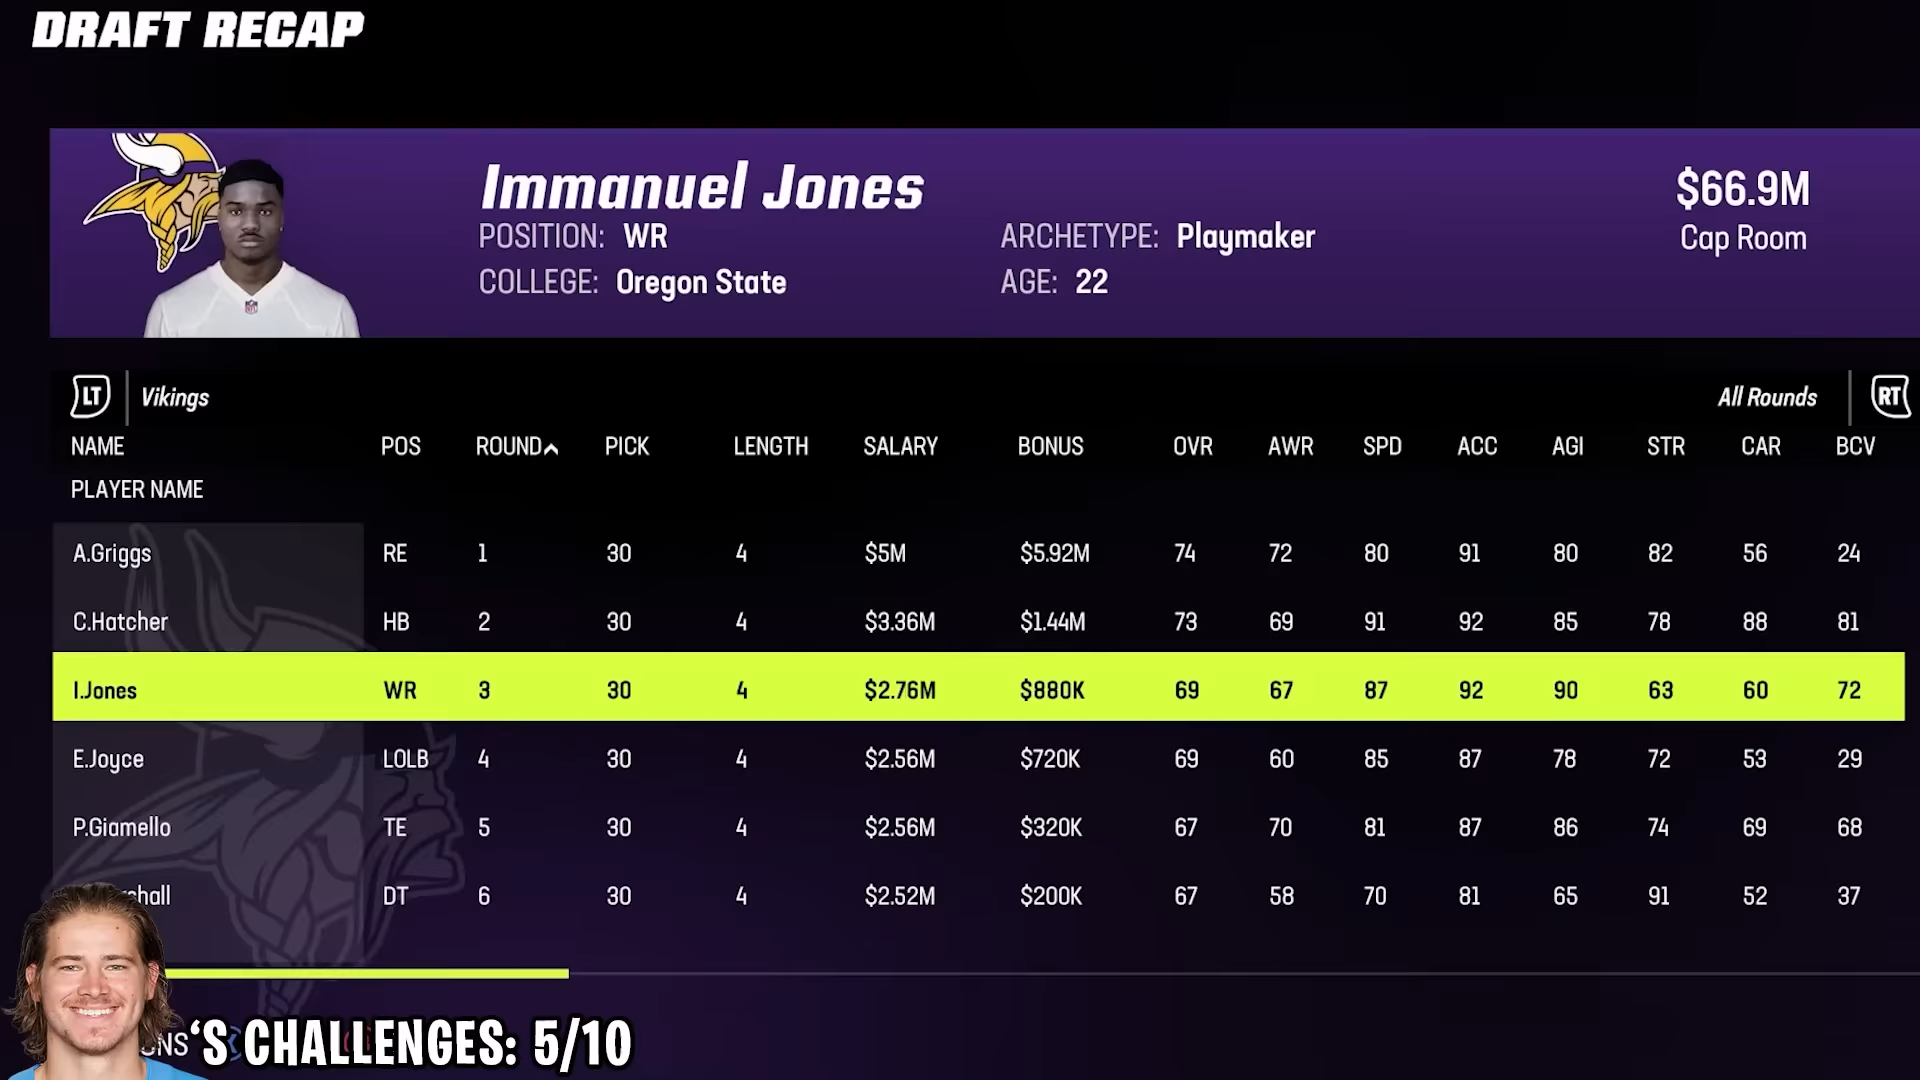 DRAFT RECAP
Immanuel Jones
POSITION: WR
COLLEGE: Oregon State
ARCHETYPE: Playmaker
AGE: 22
$66.9M
Cap Room
LT Vikings All Rounds RT
NAME POS ROUND PICK LENGTH SALARY BONUS OVR AWR SPD ACC AGI STR CAR BCV
PLAYER NAME
A.Griggs RE 1 30 4 $5M $5.92M 74 72 80 91 80 82 56 24
C.Hatcher HB 2 30 4 $3.36M $1.44M 73 69 91 92 85 78 88 81
I.Jones WR 3 30 4 $2.76M $880K 69 67 87 92 90 63 60 72
E.Joyce LOLB 4 30 4 $2.56M $720K 69 60 85 87 78 72 53 29
P.Giamello TE 5 30 4 $2.56M $320K 67 70 81 87 86 74 69 68
DT 6 30 4 $2.52M $200K 67 58 70 81 65 91 52 37
'S CHALLENGES: 5/10